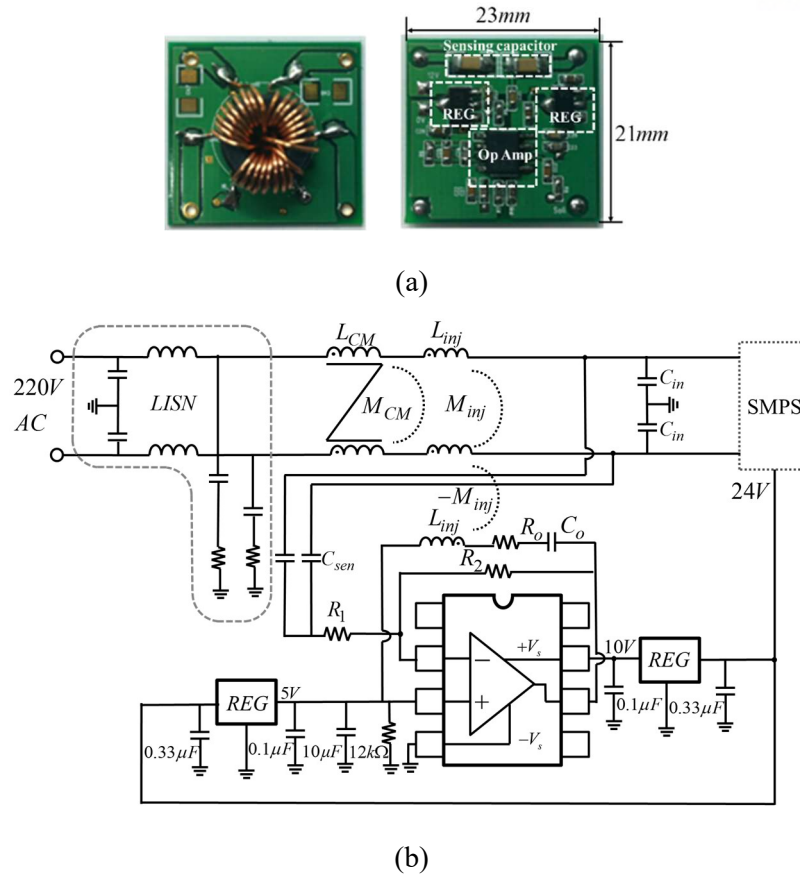 23mm
Sensing capacitor
REG
REG
Op Amp
21mm
(a)
L_CM
L_inj
220V
AC
LISN
M_CM
M_inj
C_in
C_in
SMPS
−M_inj
24V
L_inj
R_o
C_o
R_2
C_sen
R_1
+V_s
10V
REG
5V
REG
0.1μF
0.33μF
0.33μF
0.1μF
10μF
12kΩ
−
+
−V_s
(b)